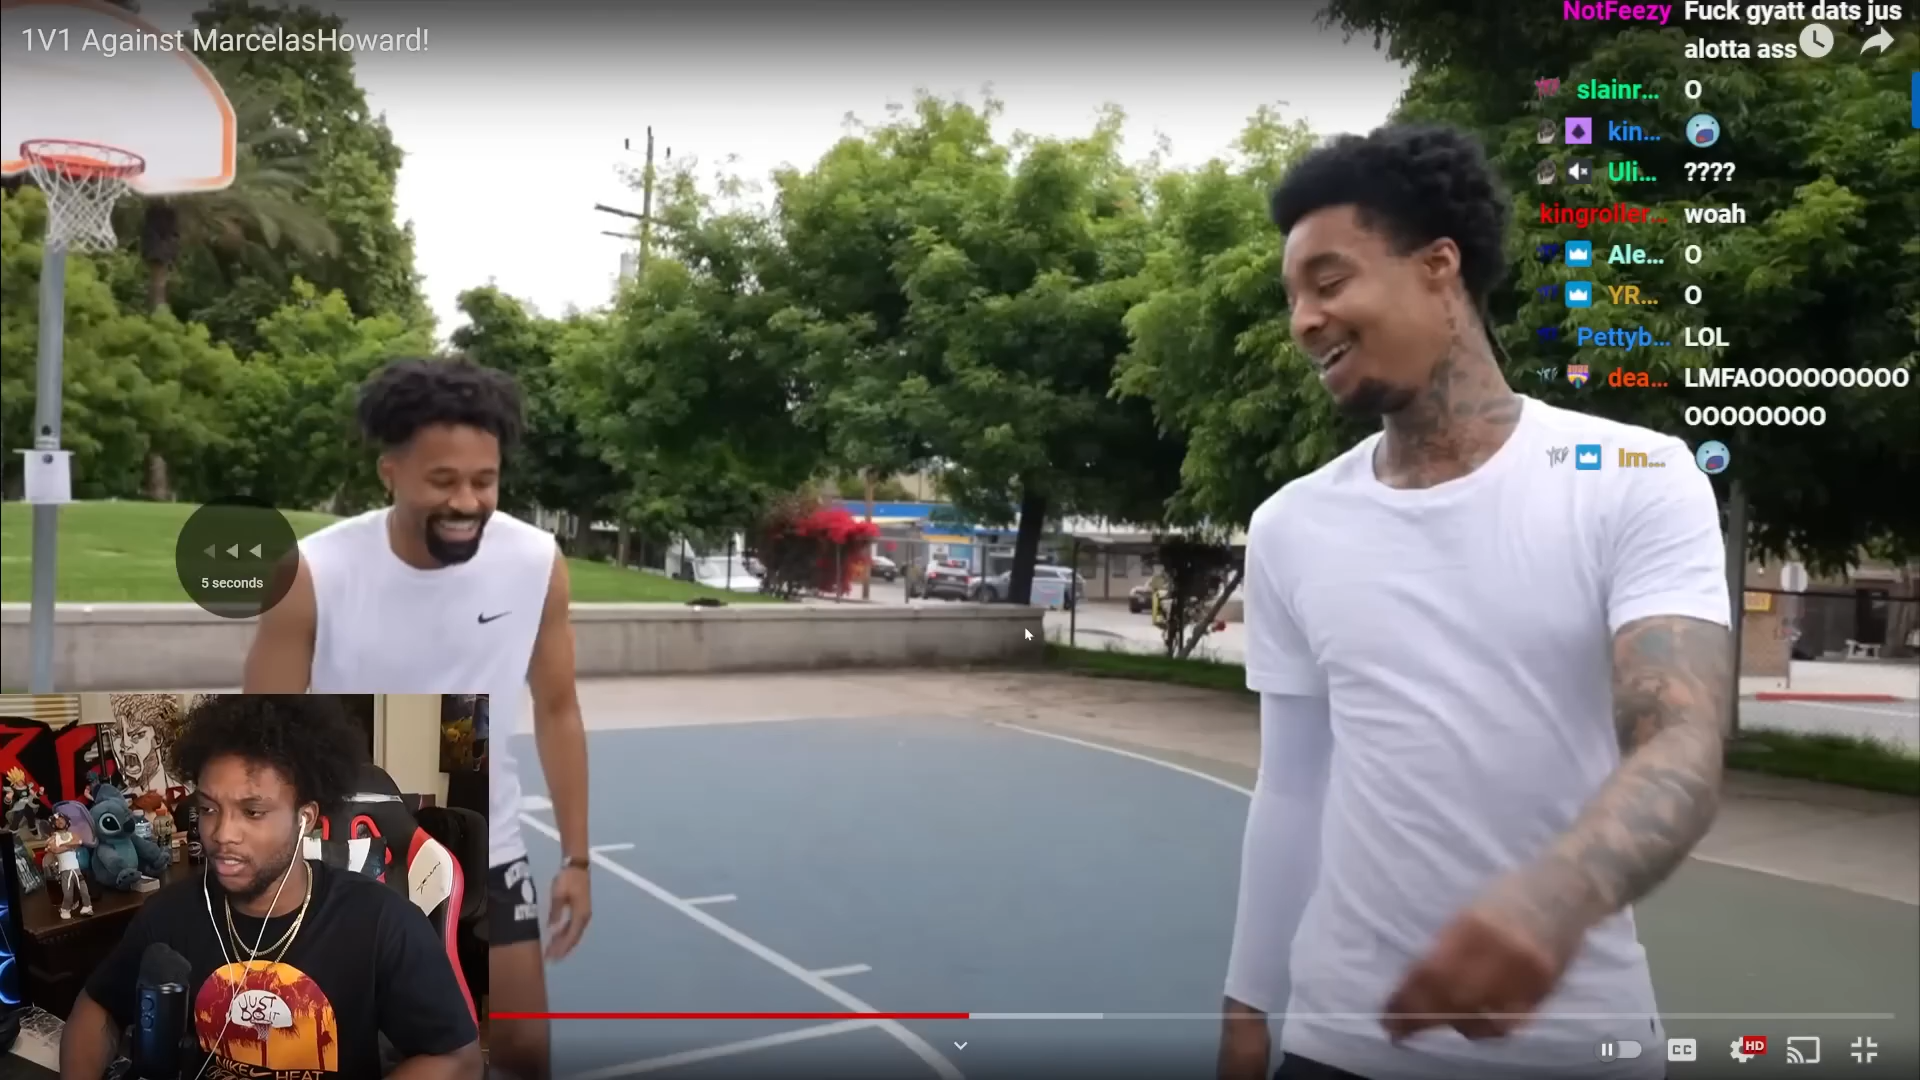 1V1 Against MarcelasHoward!
NotFeezy Fuck gyatt dats jus
alotta ass
slainr... O
kin...
Uli... ????
kingroller... woah
Ale... O
YR... O
Pettyb... LOL
dea... LMFAOOOOOOOOO
OOOOOOOO
Im...
5 seconds
JUST
DO IT
NIKE HEAT
CC
HD